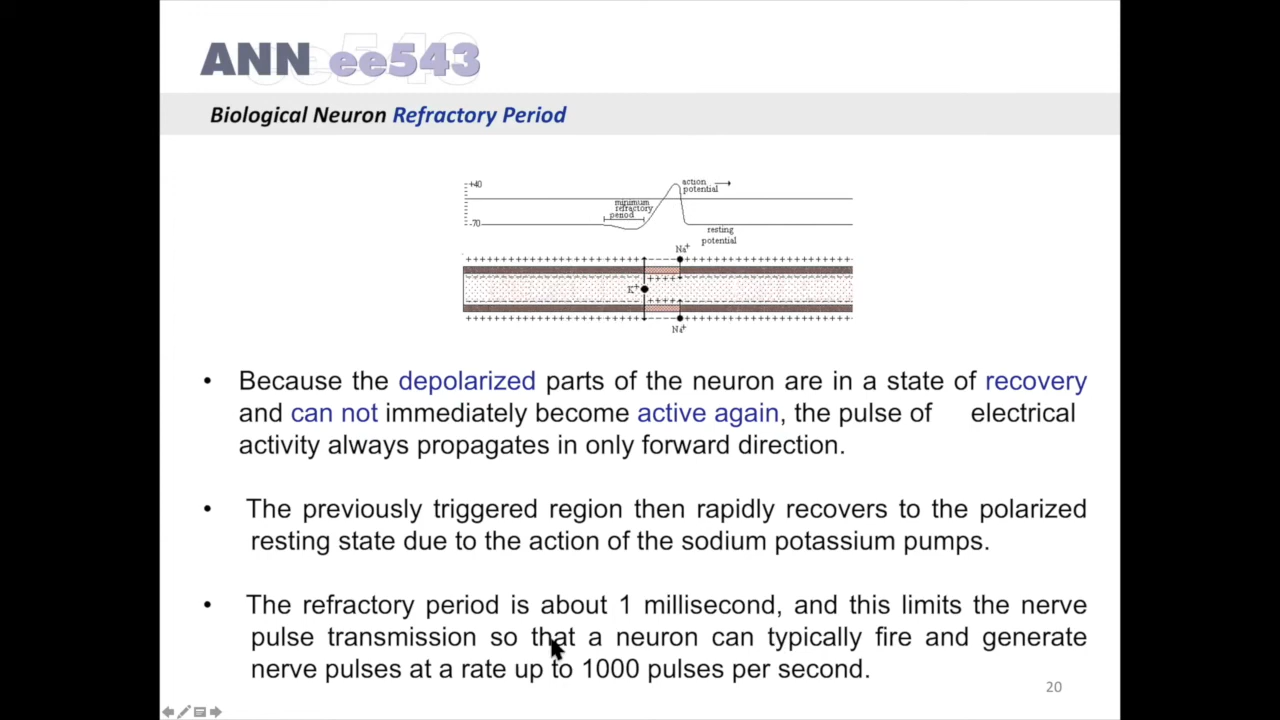 ANN ee543
Biological Neuron Refractory Period
+40
action
potential
minimum
refractory
period
-70
resting
potential
Na+
K+
Na+
• Because the depolarized parts of the neuron are in a state of recovery
and can not immediately become active again, the pulse of electrical
activity always propagates in only forward direction.
• The previously triggered region then rapidly recovers to the polarized
resting state due to the action of the sodium potassium pumps.
• The refractory period is about 1 millisecond, and this limits the nerve
pulse transmission so that a neuron can typically fire and generate
nerve pulses at a rate up to 1000 pulses per second.
20